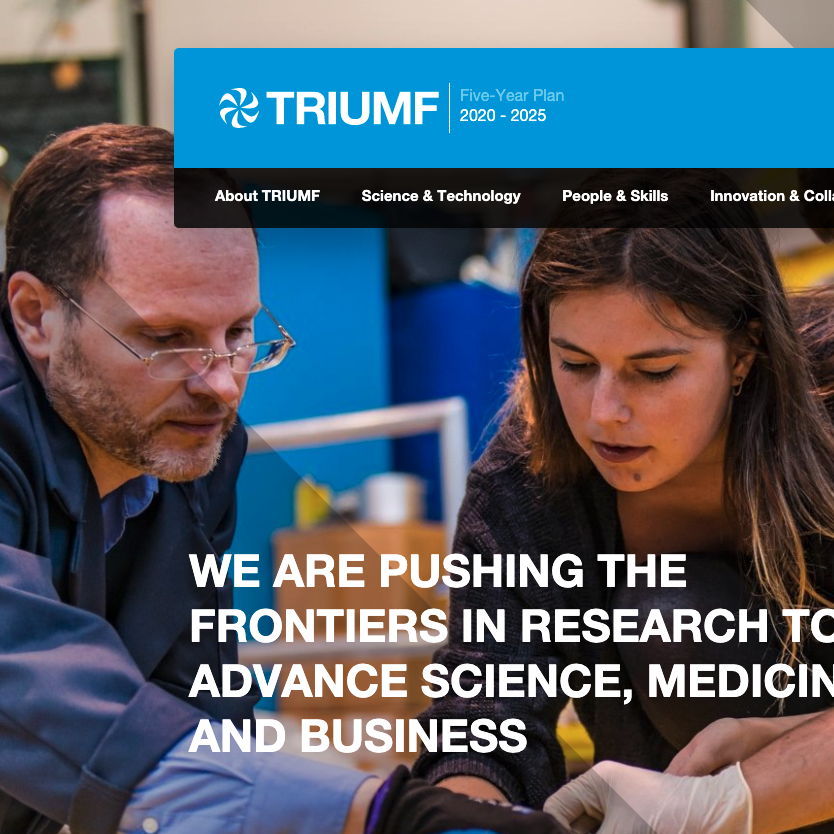 TRIUMF
Five-Year Plan
2020 - 2025
About TRIUMF Science & Technology People & Skills Innovation & Colla
WE ARE PUSHING THE
FRONTIERS IN RESEARCH TO
ADVANCE SCIENCE, MEDICIN
AND BUSINESS